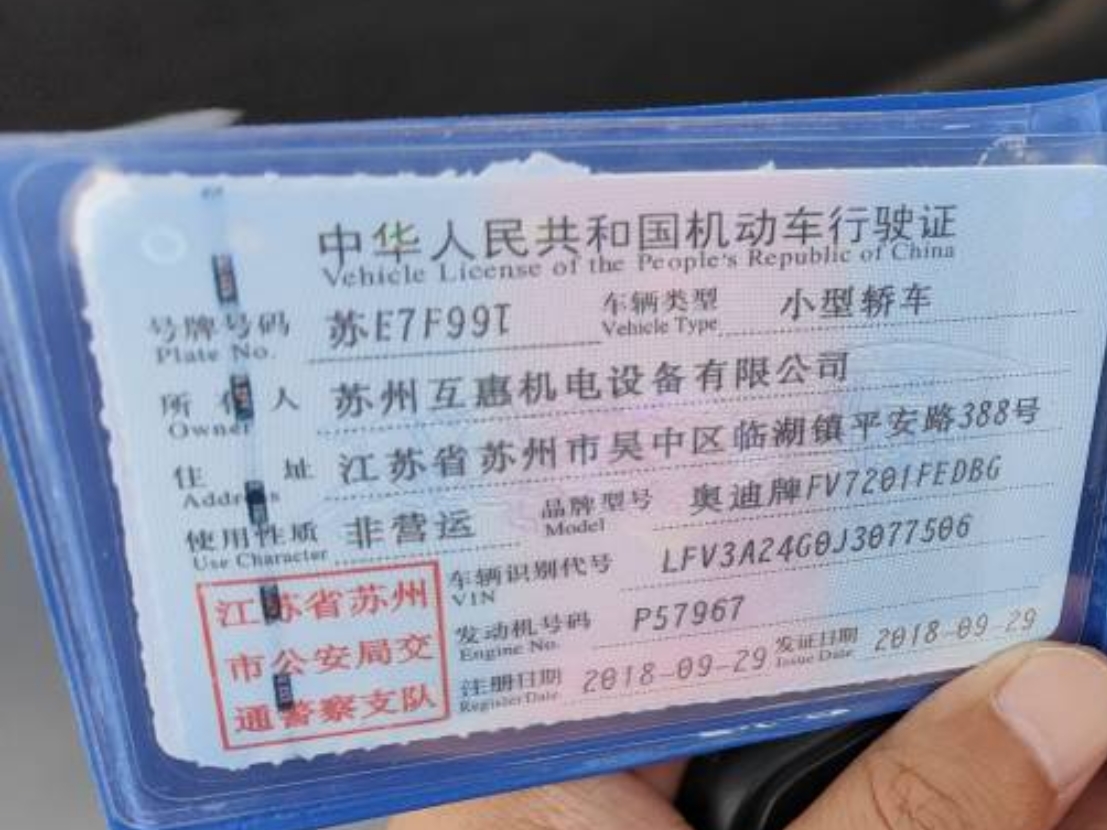 中华人民共和国机动车行驶证
Vehicle License of the People's Republic of China
号牌号码 苏E7F99T 车辆类型 小型轿车
Plate No. Vehicle Type
所有人 苏州互惠机电设备有限公司
Owner
住址 江苏省苏州市吴中区临湖镇平安路388号
Address
使用性质 非营运 品牌型号 奥迪牌FV7201FEDBG
Use Character Model
车辆识别代号 LFV3A24G0J3077506
VIN
发动机号码 P57967
Engine No.
注册日期 2018-09-29 发证日期 2018-09-29
Register Date Issue Date
江苏省苏州
市公安局交
通警察支队